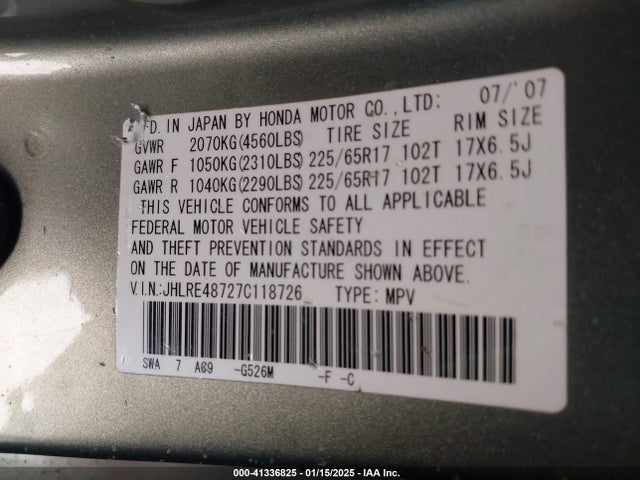 MFD. IN JAPAN BY HONDA MOTOR CO.,LTD: 07/'07
GVWR 2070KG(4560LBS) TIRE SIZE RIM SIZE
GAWR F 1050KG(2310LBS) 225/65R17 102T 17X6.5J
GAWR R 1040KG(2290LBS) 225/65R17 102T 17X6.5J
THIS VEHICLE CONFORMS TO ALL APPLICABLE
FEDERAL MOTOR VEHICLE SAFETY
AND THEFT PREVENTION STANDARDS IN EFFECT
ON THE DATE OF MANUFACTURE SHOWN ABOVE.
V.I.N:JHLRE48727C118726 TYPE: MPV
SWA 7 AC9 -G526M -F -C
000-41336825 - 01/15/2025 - IAA Inc.